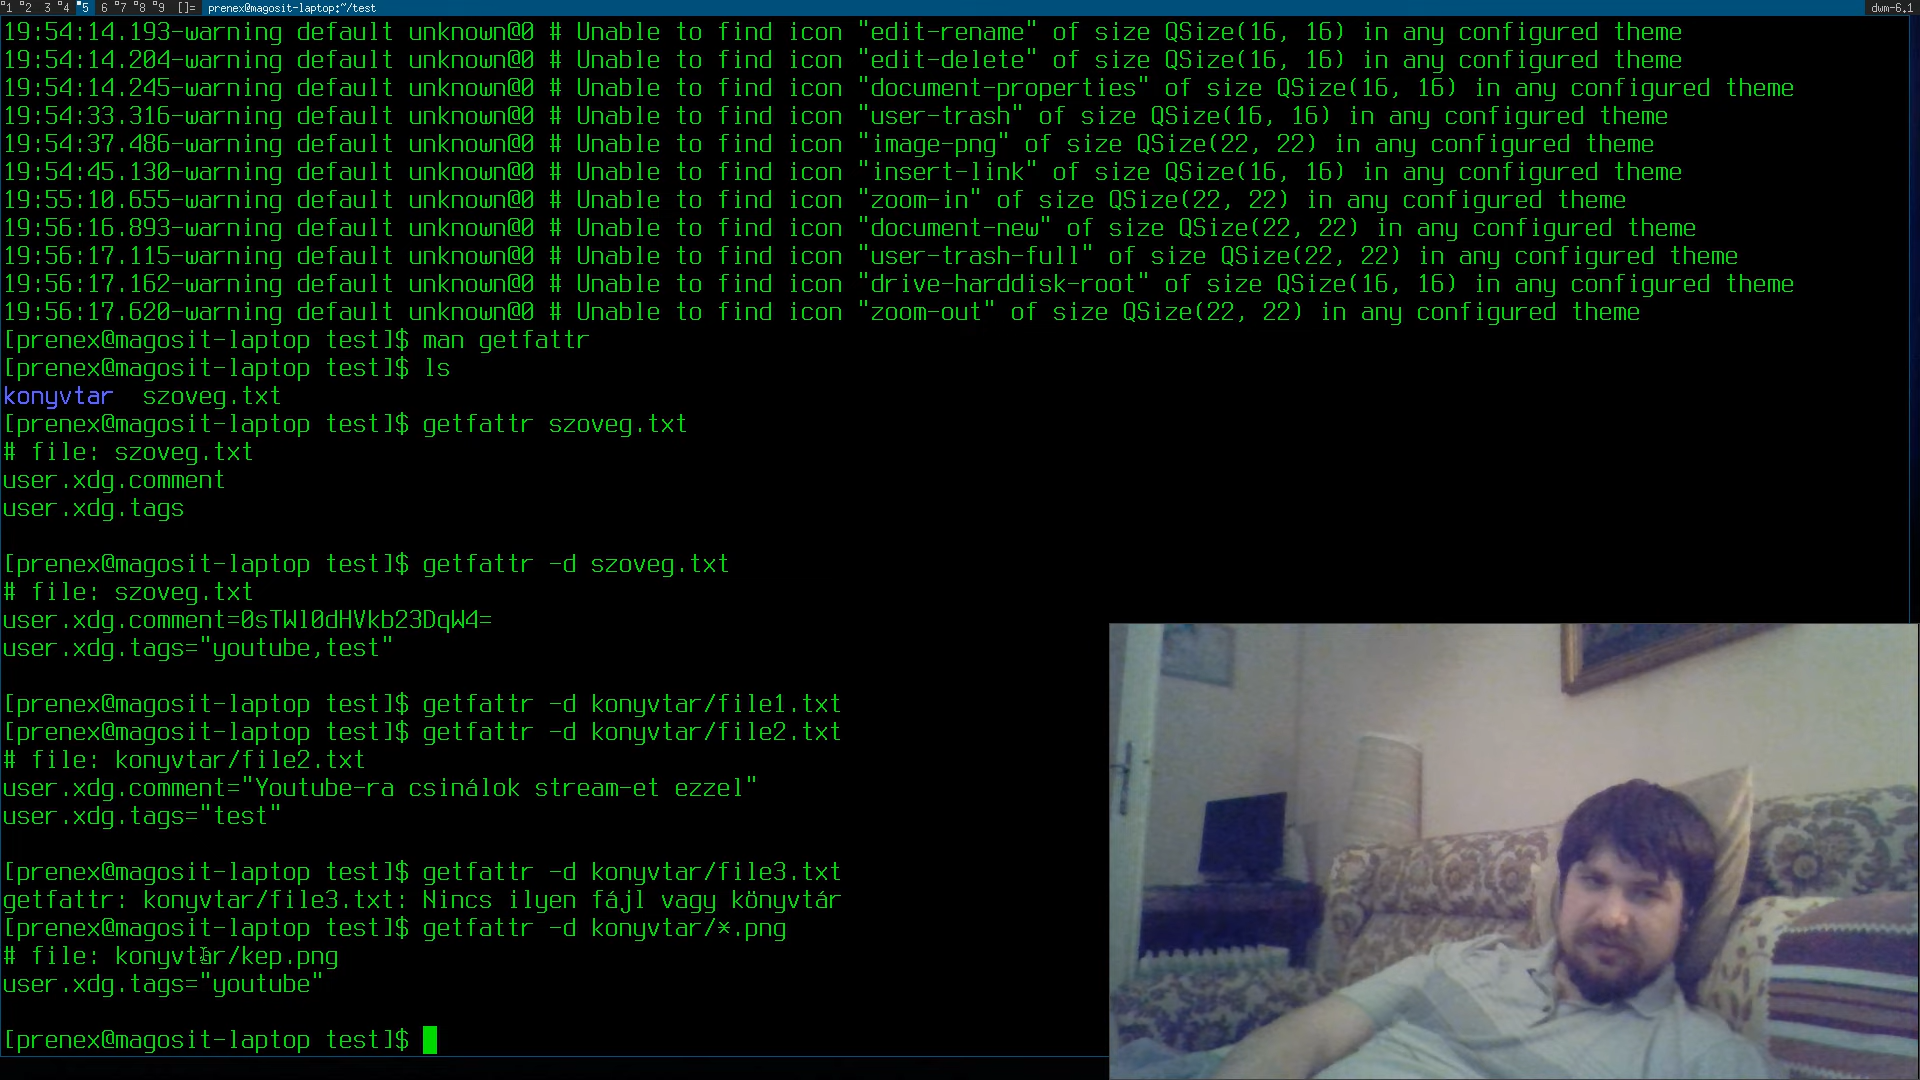 1 2 3 4 5 6 7 8 9 []= prenex@magosit-laptop:~/test dwm-6.1
19:54:14.193-warning default unknown@0 # Unable to find icon "edit-rename" of size QSize(16, 16) in any configured theme
19:54:14.204-warning default unknown@0 # Unable to find icon "edit-delete" of size QSize(16, 16) in any configured theme
19:54:14.245-warning default unknown@0 # Unable to find icon "document-properties" of size QSize(16, 16) in any configured theme
19:54:33.316-warning default unknown@0 # Unable to find icon "user-trash" of size QSize(16, 16) in any configured theme
19:54:37.486-warning default unknown@0 # Unable to find icon "image-png" of size QSize(22, 22) in any configured theme
19:54:45.130-warning default unknown@0 # Unable to find icon "insert-link" of size QSize(16, 16) in any configured theme
19:55:10.655-warning default unknown@0 # Unable to find icon "zoom-in" of size QSize(22, 22) in any configured theme
19:56:16.893-warning default unknown@0 # Unable to find icon "document-new" of size QSize(22, 22) in any configured theme
19:56:17.115-warning default unknown@0 # Unable to find icon "user-trash-full" of size QSize(22, 22) in any configured theme
19:56:17.162-warning default unknown@0 # Unable to find icon "drive-harddisk-root" of size QSize(16, 16) in any configured theme
19:56:17.620-warning default unknown@0 # Unable to find icon "zoom-out" of size QSize(22, 22) in any configured theme
[prenex@magosit-laptop test]$ man getfattr
[prenex@magosit-laptop test]$ ls
konyvtar  szoveg.txt
[prenex@magosit-laptop test]$ getfattr szoveg.txt
# file: szoveg.txt
user.xdg.comment
user.xdg.tags
[prenex@magosit-laptop test]$ getfattr -d szoveg.txt
# file: szoveg.txt
user.xdg.comment=0sTWl0dHVkb23DqW4=
user.xdg.tags="youtube,test"
[prenex@magosit-laptop test]$ getfattr -d konyvtar/file1.txt
[prenex@magosit-laptop test]$ getfattr -d konyvtar/file2.txt
# file: konyvtar/file2.txt
user.xdg.comment="Youtube-ra csinálok stream-et ezzel"
user.xdg.tags="test"
[prenex@magosit-laptop test]$ getfattr -d konyvtar/file3.txt
getfattr: konyvtar/file3.txt: Nincs ilyen fájl vagy könyvtár
[prenex@magosit-laptop test]$ getfattr -d konyvtar/*.png
# file: konyvtar/kep.png
user.xdg.tags="youtube"
[prenex@magosit-laptop test]$